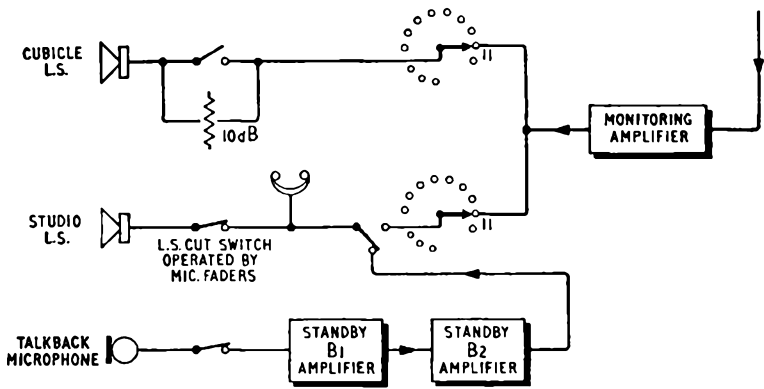 CUBICLE
L.S.
10dB
11
MONITORING
AMPLIFIER
STUDIO
L.S.
L.S. CUT SWITCH
OPERATED BY
MIC. FADERS
11
TALKBACK
MICROPHONE
STANDBY
B1
AMPLIFIER
STANDBY
B2
AMPLIFIER